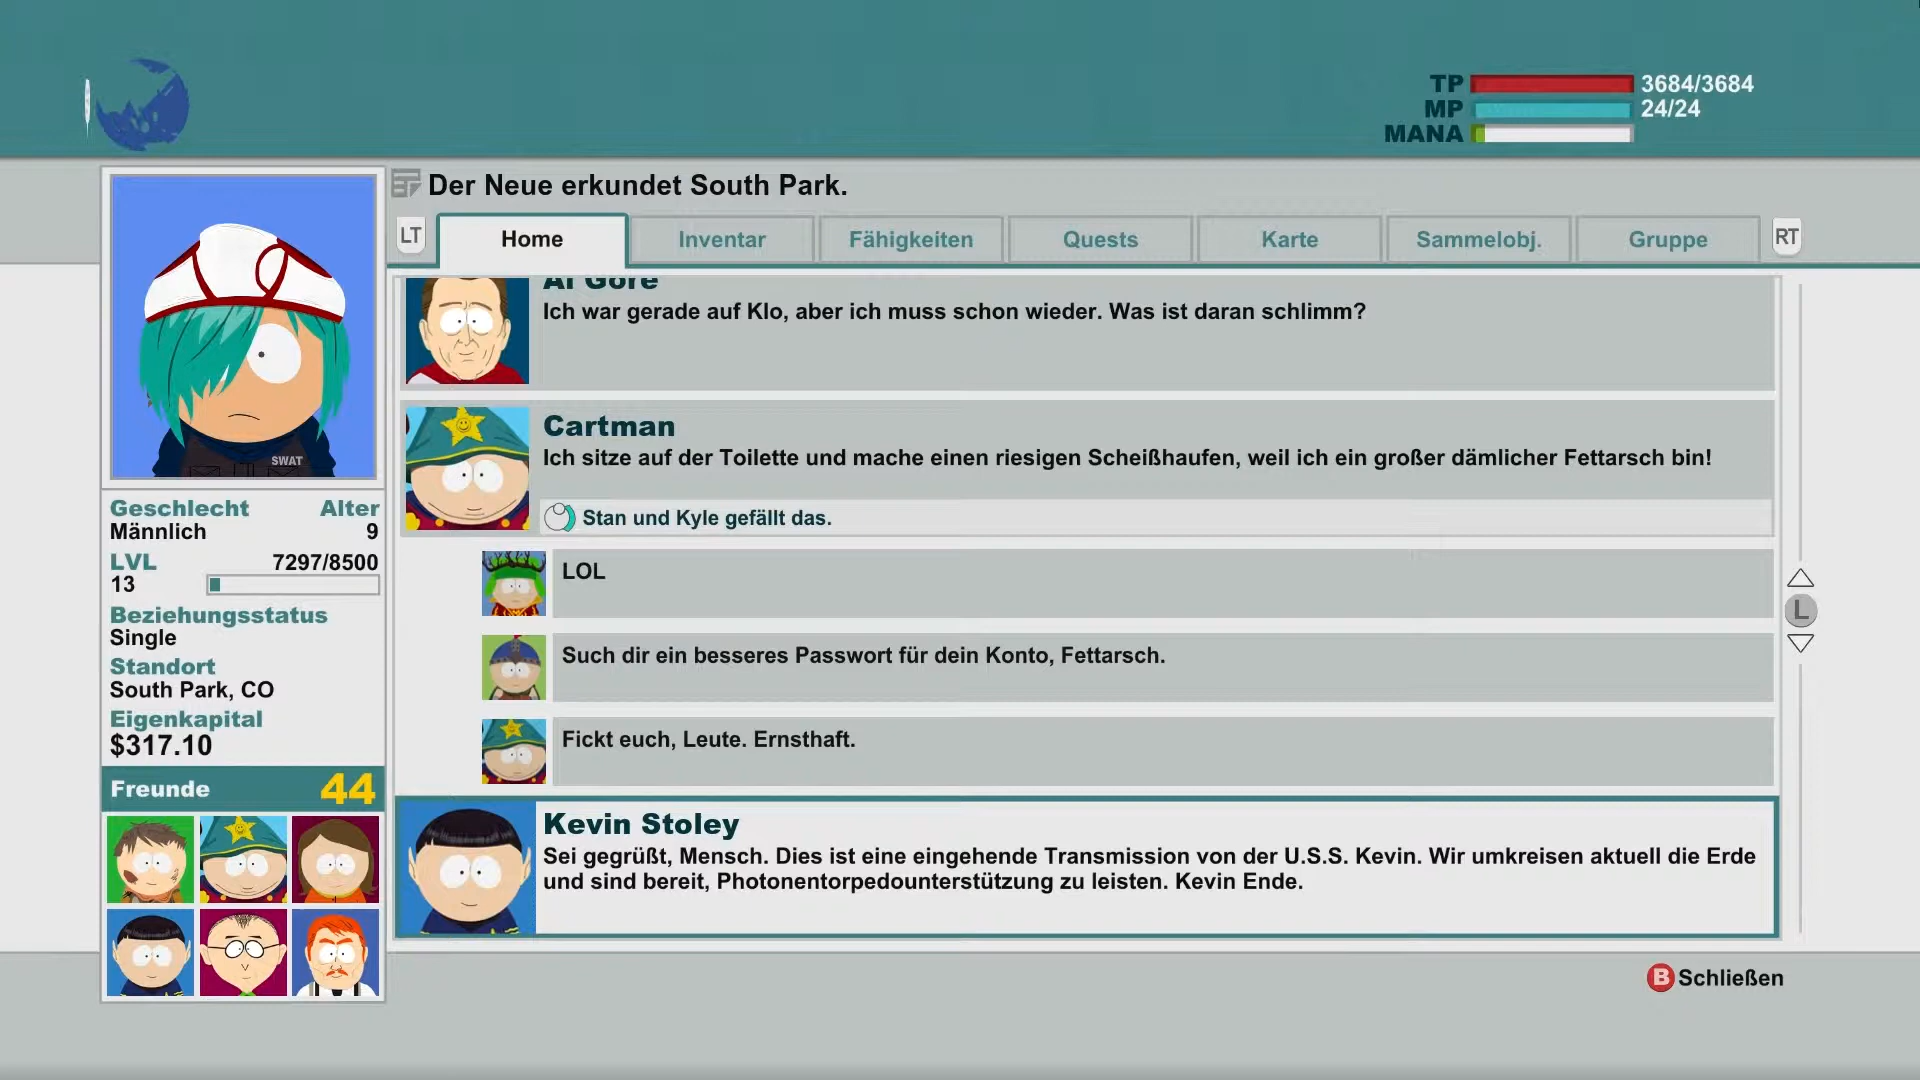 TP 3684/3684
MP 24/24
MANA
Der Neue erkundet South Park.
LT Home Inventar Fähigkeiten Quests Karte Sammelobj. Gruppe RT
SWAT
Geschlecht Alter
Männlich 9
LVL 7297/8500
13
Beziehungsstatus
Single
Standort
South Park, CO
Eigenkapital
$317.10
Freunde 44
Al Gore
Ich war gerade auf Klo, aber ich muss schon wieder. Was ist daran schlimm?
Cartman
Ich sitze auf der Toilette und mache einen riesigen Scheißhaufen, weil ich ein großer dämlicher Fettarsch bin!
Stan und Kyle gefällt das.
LOL
Such dir ein besseres Passwort für dein Konto, Fettarsch.
Fickt euch, Leute. Ernsthaft.
Kevin Stoley
Sei gegrüßt, Mensch. Dies ist eine eingehende Transmission von der U.S.S. Kevin. Wir umkreisen aktuell die Erde
und sind bereit, Photonentorpedounterstützung zu leisten. Kevin Ende.
L
B Schließen